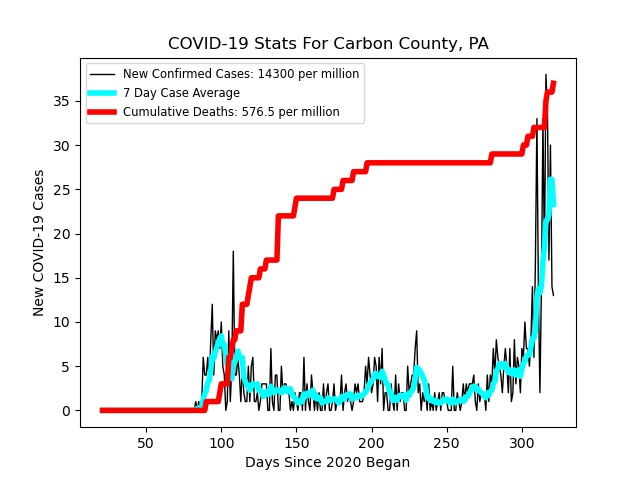 COVID-19 Stats For Carbon County, PA
New Confirmed Cases: 14300 per million
7 Day Case Average
Cumulative Deaths: 576.5 per million
35
30
25
20
15
10
5
0
New COVID-19 Cases
50
100
150
200
250
300
Days Since 2020 Began